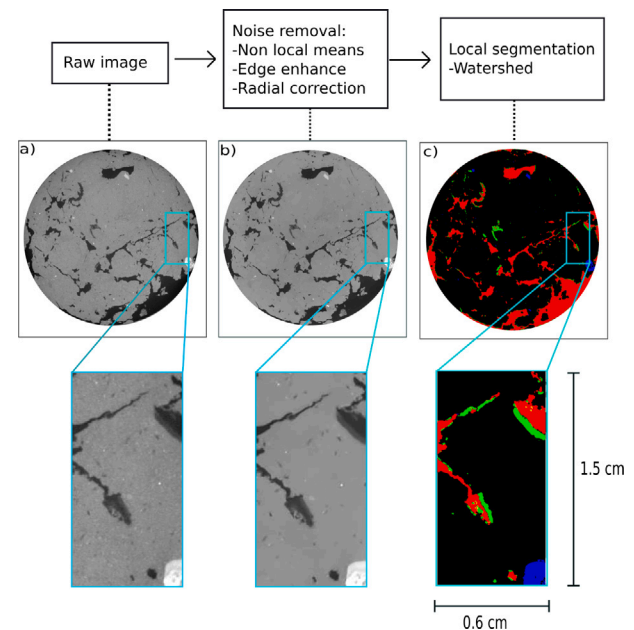 Raw image
Noise removal:
-Non local means
-Edge enhance
-Radial correction
Local segmentation
-Watershed
a)
b)
c)
1.5 cm
0.6 cm